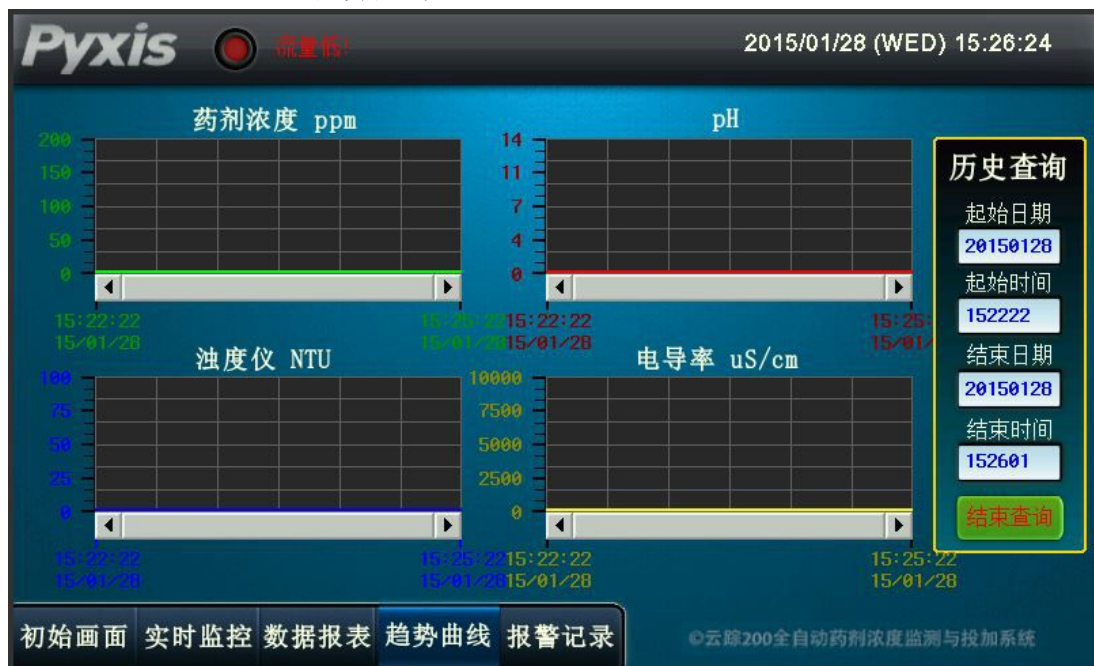 Pyxis
流量低!
2015/01/28 (WED) 15:26:24
药剂浓度 ppm
200
150
100
50
0
15:22:22
15/01/28
15:25:22
15/01/28
pH
14
11
7
4
0
15:22:22
15/01/28
15:25:
15/01/
浊度仪 NTU
100
75
50
25
0
15:22:22
15/01/28
15:25:22
15/01/28
电导率 uS/cm
10000
7500
5000
2500
0
15:22:22
15/01/28
15:25:22
15/01/28
历史查询
起始日期
20150128
起始时间
152222
结束日期
20150128
结束时间
152601
结束查询
初始画面 实时监控 数据报表 趋势曲线 报警记录
©云踪200全自动药剂浓度监测与投加系统